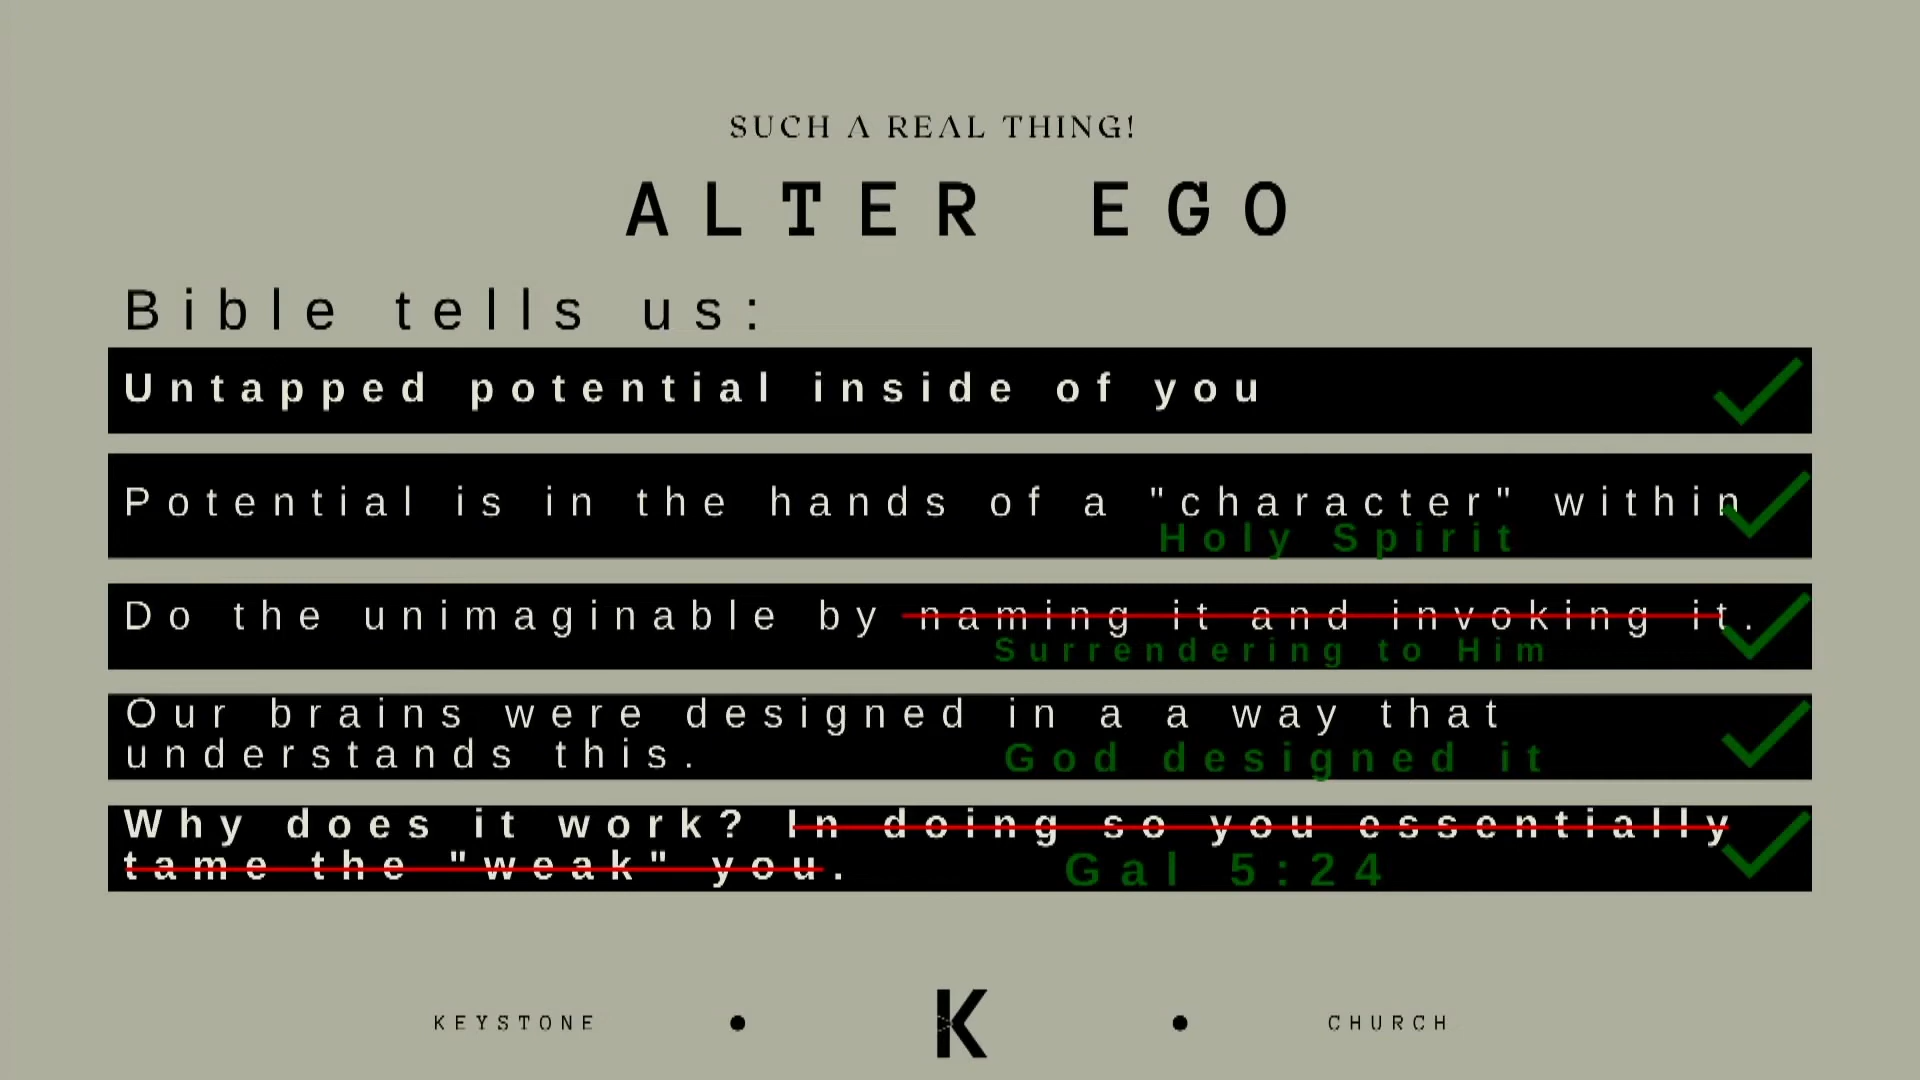 SUCH A REAL THING!
ALTER EGO
Bible tells us:
Untapped potential inside of you
Potential is in the hands of a "character" within
Holy Spirit
Do the unimaginable by naming it and invoking it.
Surrendering to Him
Our brains were designed in a a way that
understands this.
God designed it
Why does it work? In doing so you essentially
tame the "weak" you.
Gal 5:24
KEYSTONE • K • CHURCH